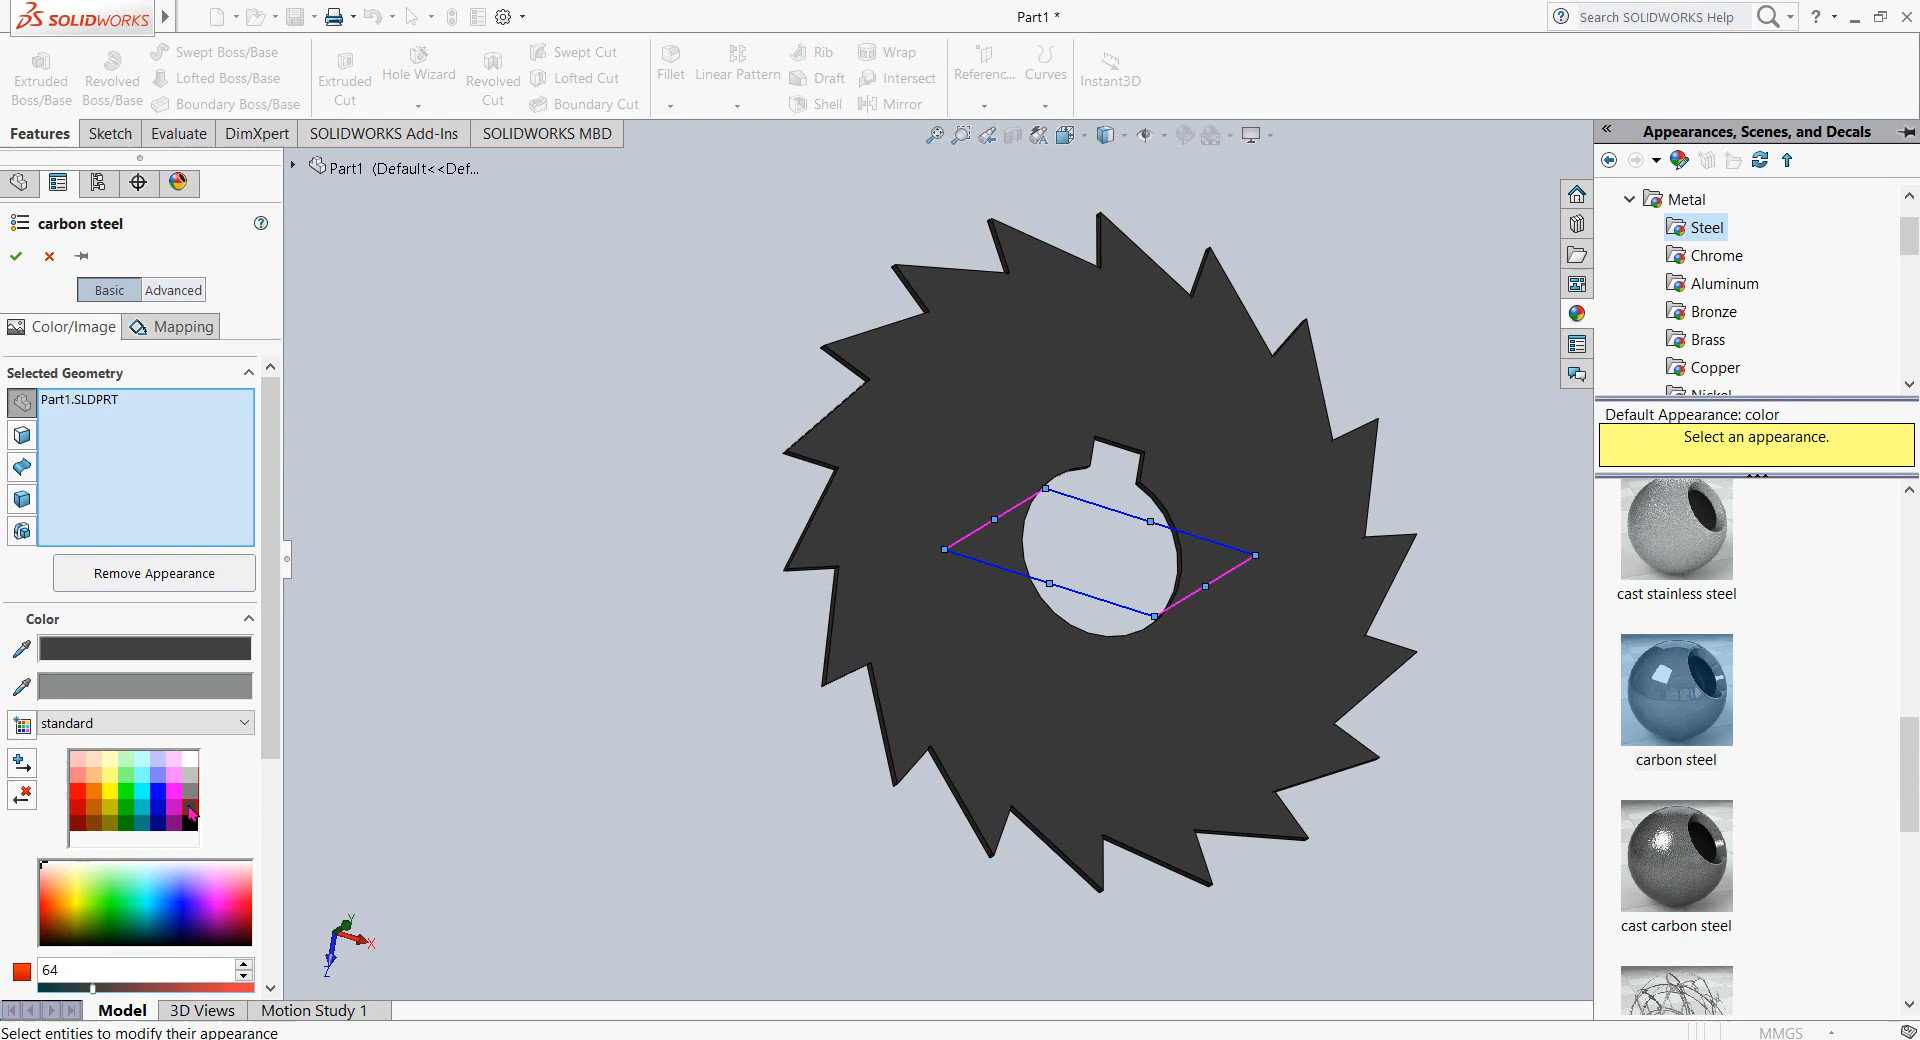 SOLIDWORKS
Part1 *
Search SOLIDWORKS Help
?
Extruded Boss/Base
Revolved Boss/Base
Swept Boss/Base
Lofted Boss/Base
Boundary Boss/Base
Extruded Cut
Hole Wizard
Revolved Cut
Swept Cut
Lofted Cut
Boundary Cut
Fillet
Linear Pattern
Rib
Draft
Shell
Wrap
Intersect
Mirror
Referenc...
Curves
Instant3D
Features
Sketch
Evaluate
DimXpert
SOLIDWORKS Add-Ins
SOLIDWORKS MBD
Appearances, Scenes, and Decals
Part1 (Default<<Def...
carbon steel
Basic
Advanced
Color/Image
Mapping
Selected Geometry
Part1.SLDPRT
Remove Appearance
Color
standard
64
Y
X
Z
Metal
Steel
Chrome
Aluminum
Bronze
Brass
Copper
Nickel
Default Appearance: color
Select an appearance.
cast stainless steel
carbon steel
cast carbon steel
Model
3D Views
Motion Study 1
Select entities to modify their appearance
MMGS